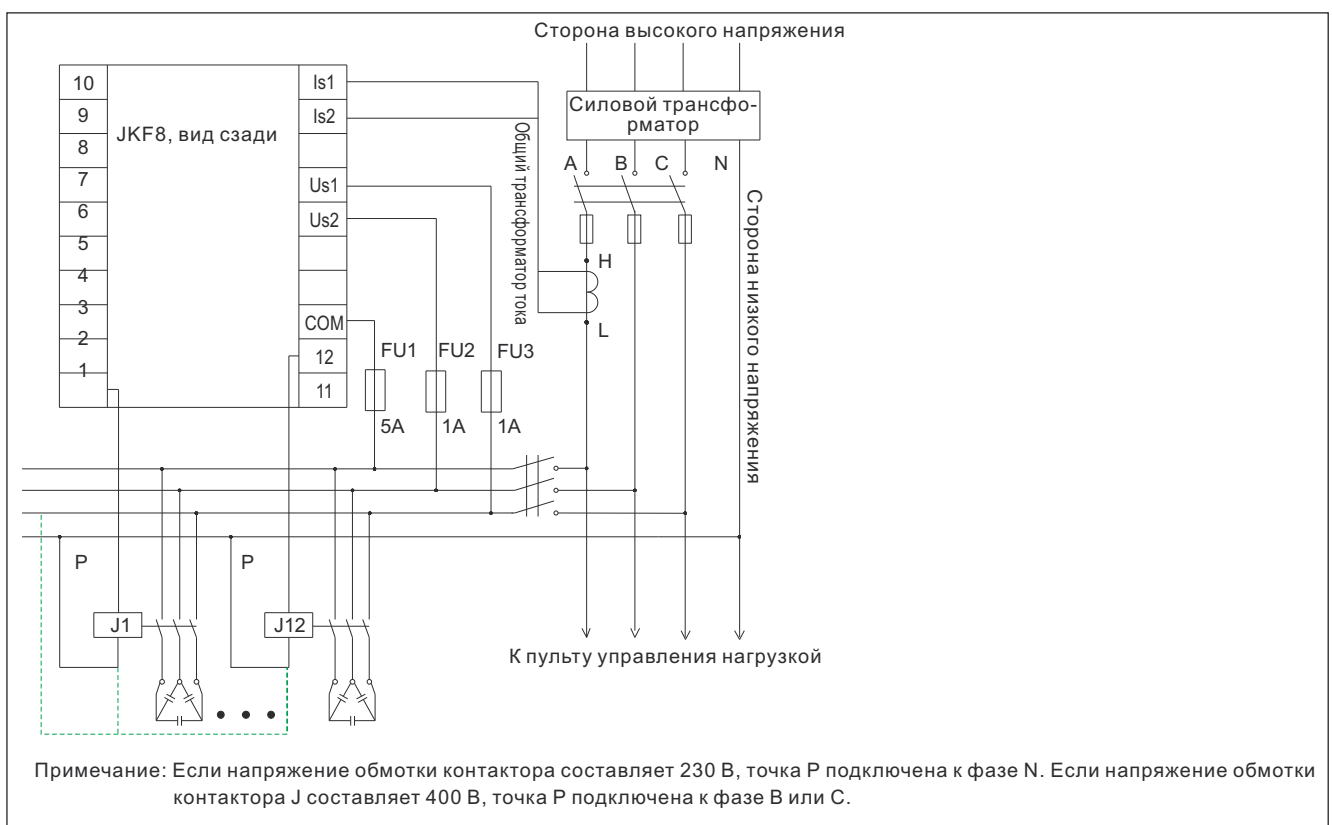 Сторона высокого напряжения
10
9
8
7
6
5
4
3
2
1
JKF8, вид сзади
Is1
Is2
Us1
Us2
COM
12
11
Общий трансформатор тока
Силовой трансфо-
рматор
A B C N
H
L
Сторона низкого напряжения
FU1 FU2 FU3
5A 1A 1A
P P
J1 J12
К пульту управления нагрузкой
Примечание: Если напряжение обмотки контактора составляет 230 В, точка P подключена к фазе N. Если напряжение обмотки
контактора J составляет 400 В, точка P подключена к фазе B или C.